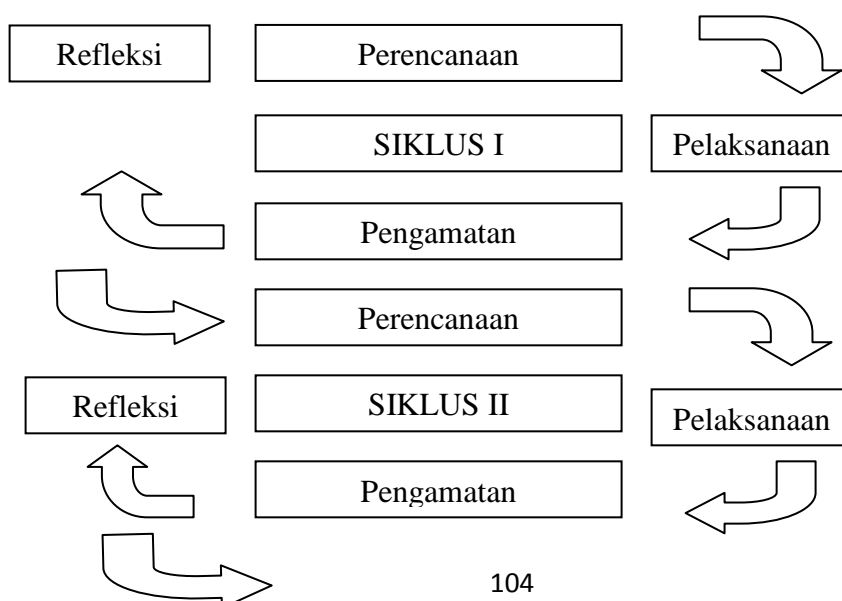 Refleksi
Perencanaan
SIKLUS I
Pelaksanaan
Pengamatan
Perencanaan
Refleksi
SIKLUS II
Pelaksanaan
Pengamatan
104